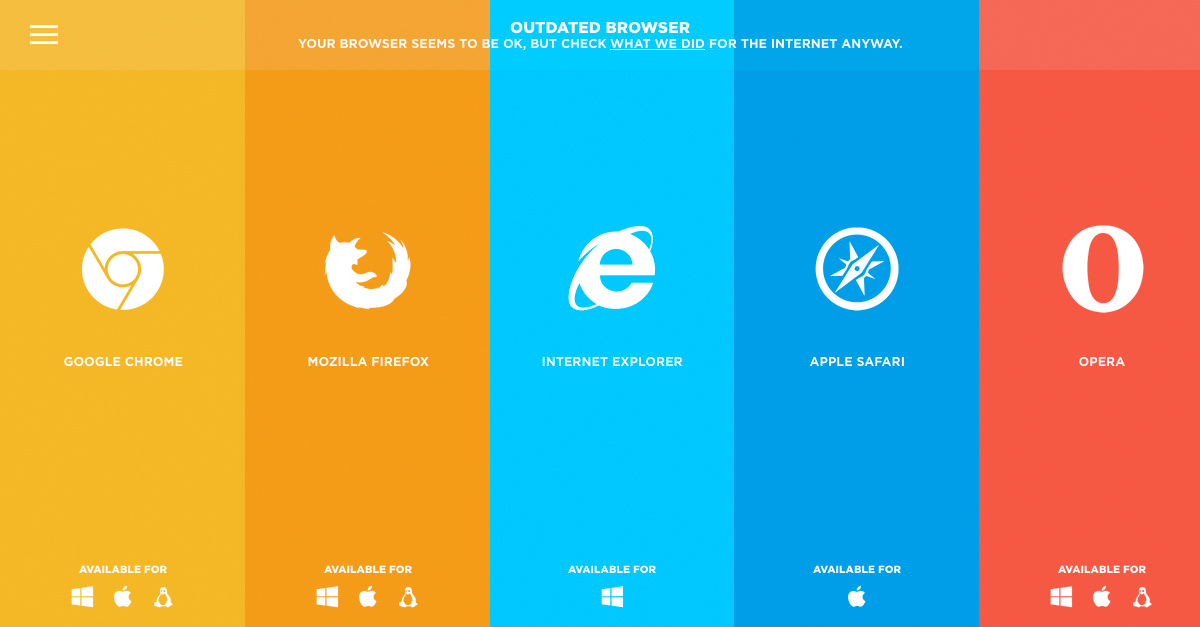 OUTDATED BROWSER
YOUR BROWSER SEEMS TO BE OK, BUT CHECK WHAT WE DID FOR THE INTERNET ANYWAY.
GOOGLE CHROME
MOZILLA FIREFOX
INTERNET EXPLORER
APPLE SAFARI
OPERA
AVAILABLE FOR
AVAILABLE FOR
AVAILABLE FOR
AVAILABLE FOR
AVAILABLE FOR